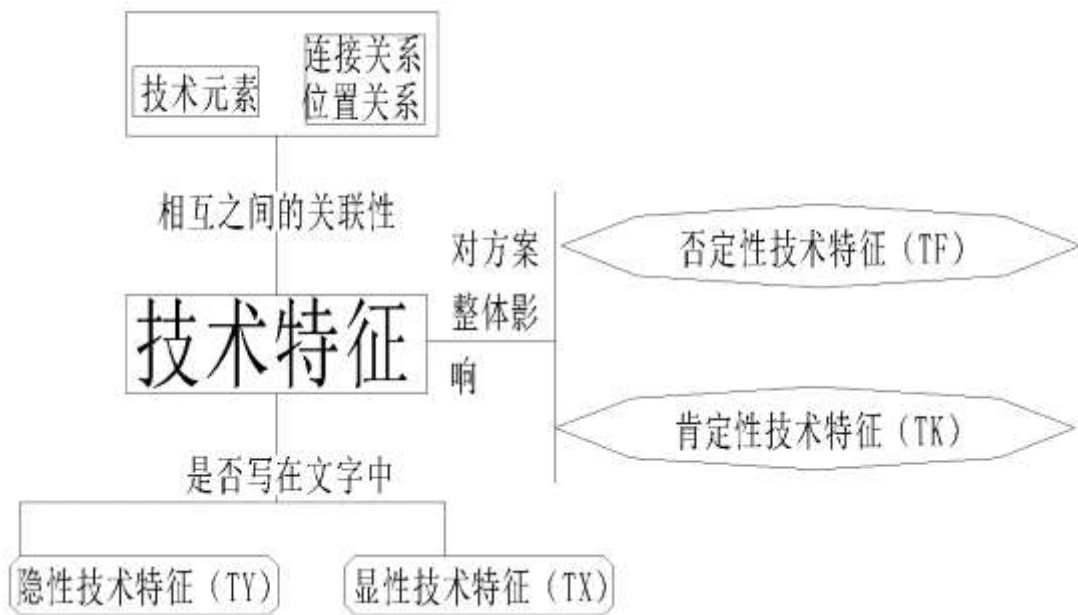 连接关系
技术元素
位置关系
相互之间的关联性
对方案
整体影
响
否定性技术特征（TF）
技术特征
肯定性技术特征（TK）
是否写在文字中
隐性技术特征（TY）
显性技术特征（TX）